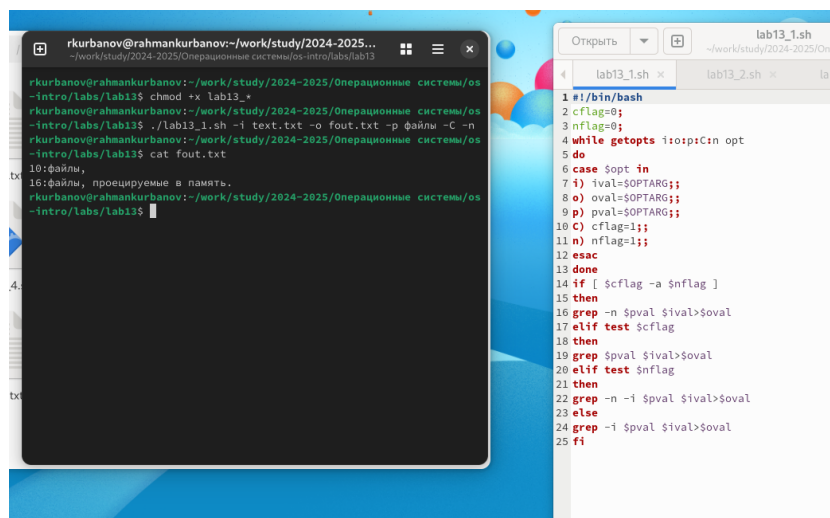 rkurbanov@rahmankurbanov:~/work/study/2024-2025...
~/work/study/2024-2025/Операционные системы/os-intro/labs/lab13
rkurbanov@rahmankurbanov:~/work/study/2024-2025/Операционные системы/os
-intro/labs/lab13$ chmod +x lab13_*
rkurbanov@rahmankurbanov:~/work/study/2024-2025/Операционные системы/os
-intro/labs/lab13$ ./lab13_1.sh -i text.txt -o fout.txt -p файлы -C -n
rkurbanov@rahmankurbanov:~/work/study/2024-2025/Операционные системы/os
-intro/labs/lab13$ cat fout.txt
10:файлы,
16:файлы, проецируемые в память.
rkurbanov@rahmankurbanov:~/work/study/2024-2025/Операционные системы/os
-intro/labs/lab13$
Открыть
lab13_1.sh
~/work/study/2024-2025/Оп
lab13_1.sh
lab13_2.sh
la
1 #!/bin/bash
2 cflag=0;
3 nflag=0;
4 while getopts i:o:p:C:n opt
5 do
6 case $opt in
7 i) ival=$OPTARG;;
8 o) oval=$OPTARG;;
9 p) pval=$OPTARG;;
10 C) cflag=1;;
11 n) nflag=1;;
12 esac
13 done
14 if [ $cflag -a $nflag ]
15 then
16 grep -n $pval $ival>$oval
17 elif test $cflag
18 then
19 grep $pval $ival>$oval
20 elif test $nflag
21 then
22 grep -n -i $pval $ival>$oval
23 else
24 grep -i $pval $ival>$oval
25 fi